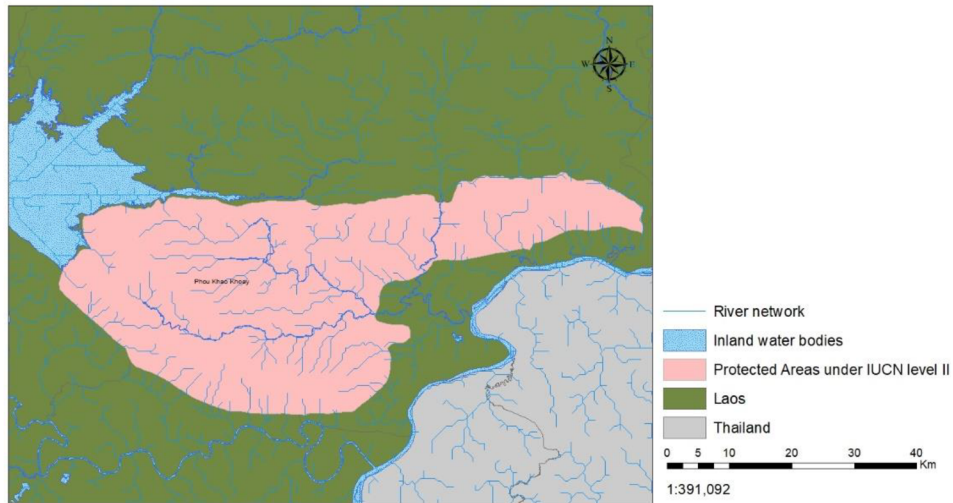 N
W E
S
Phou Khao Khoay
River network
Inland water bodies
Protected Areas under IUCN level II
Laos
Thailand
0 5 10 20 30 40
Km
1:391,092